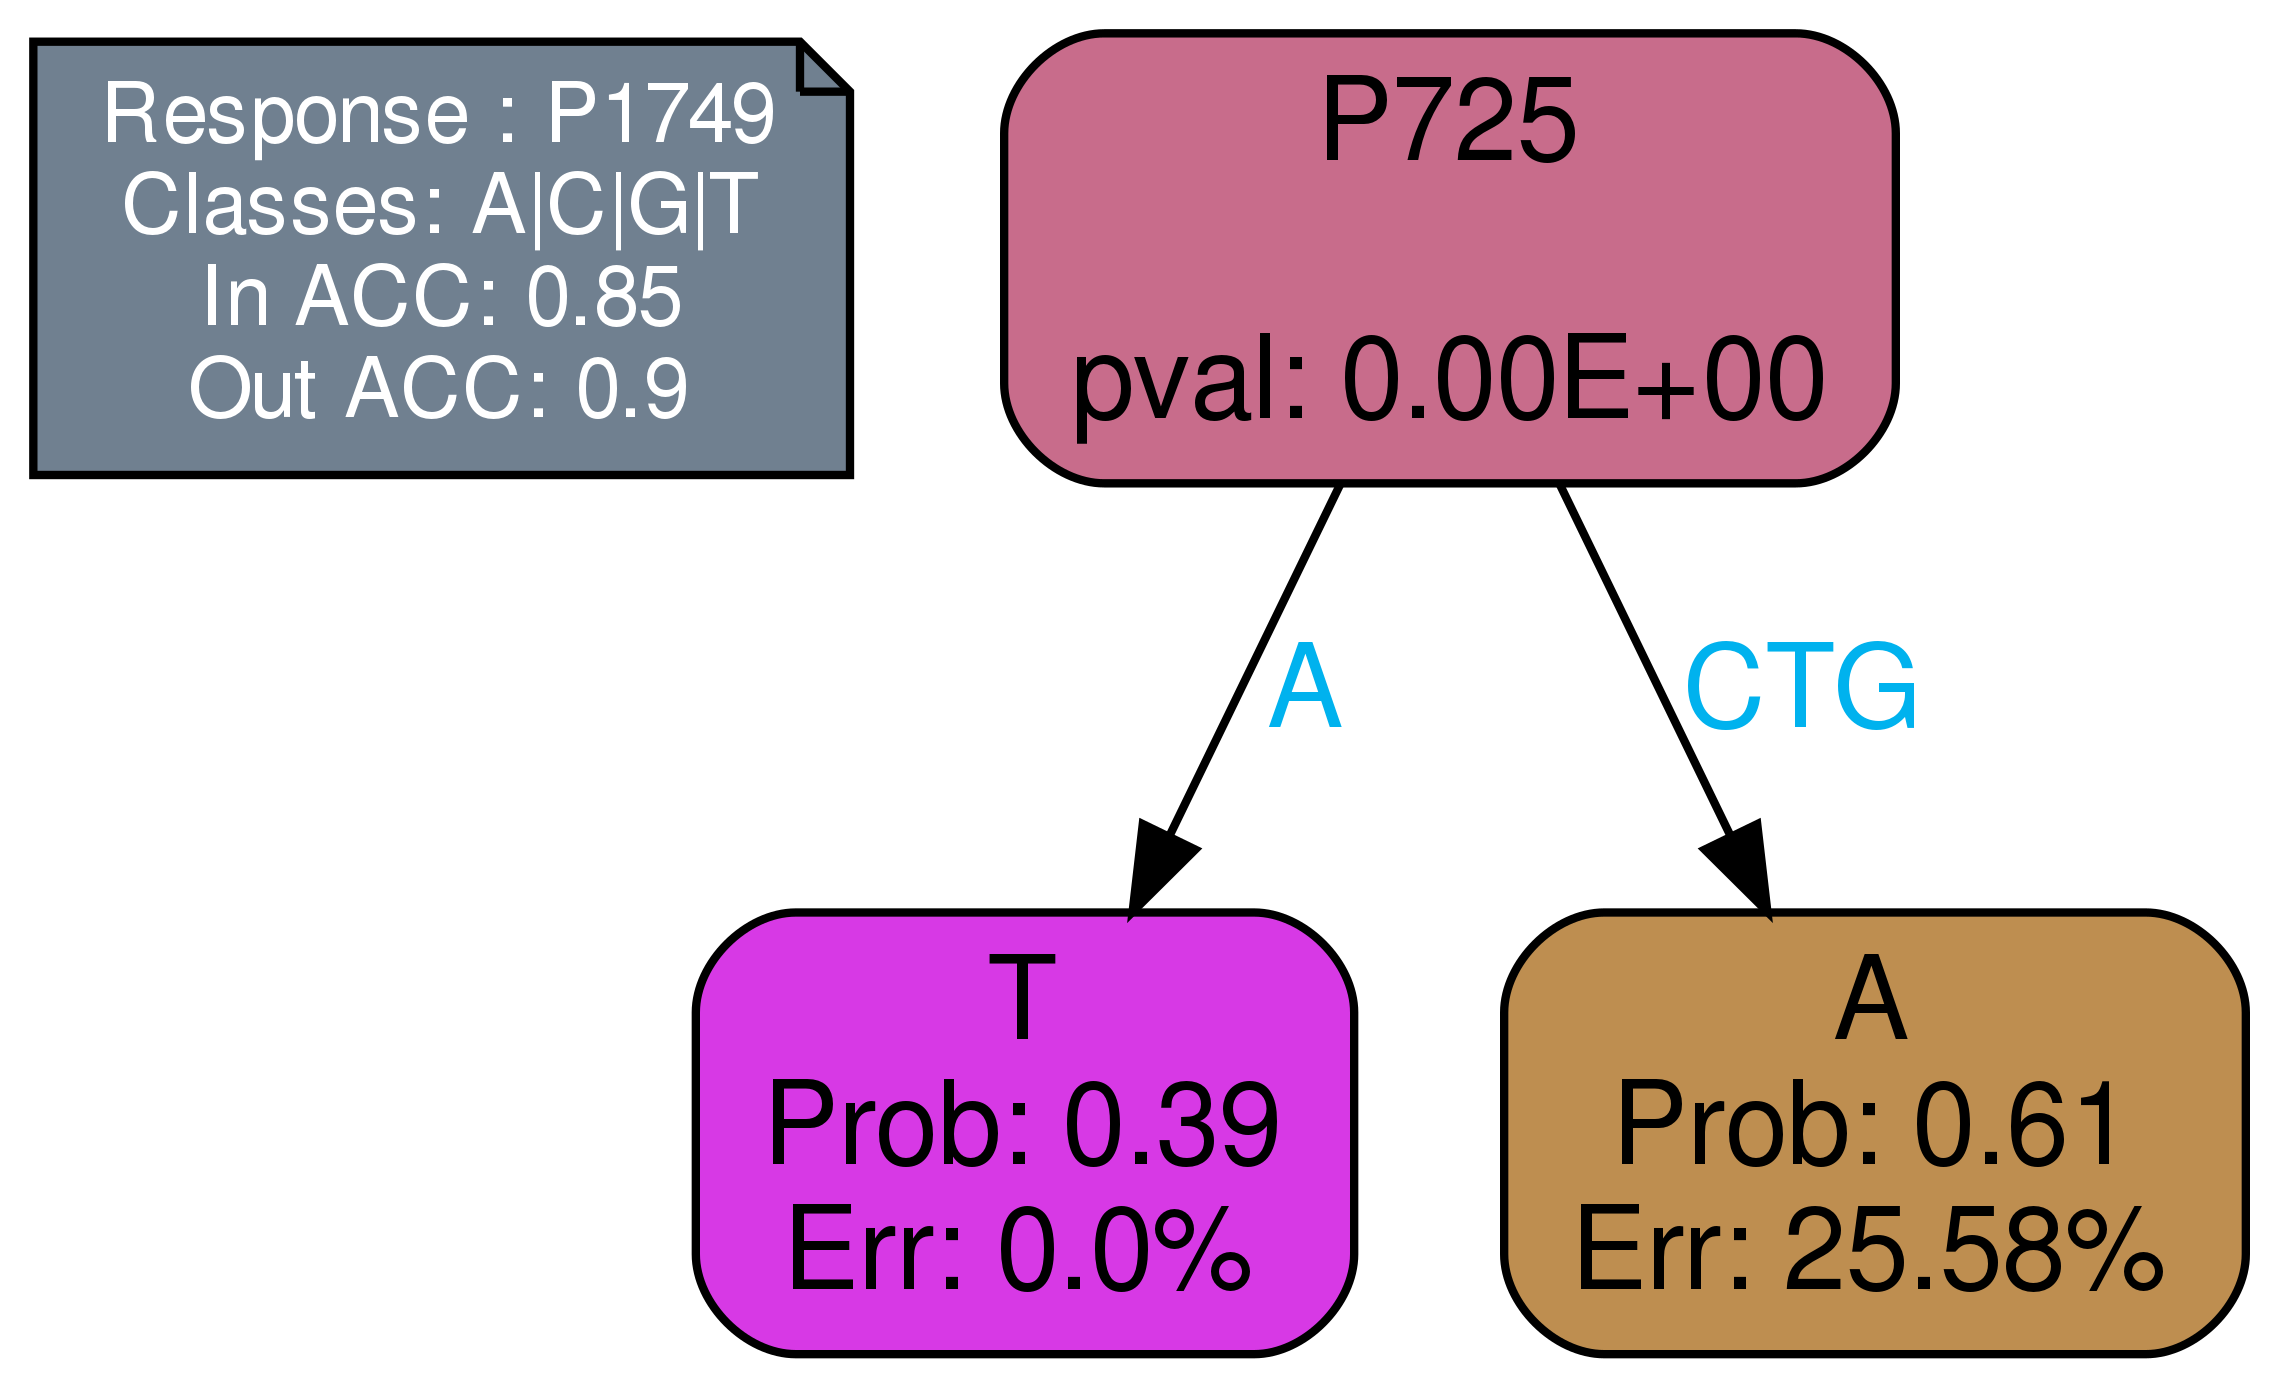 Response : P1749
Classes: A|C|G|T
In ACC: 0.85
Out ACC: 0.9
P725
pval: 0.00E+00
A
CTG
T
Prob: 0.39
Err: 0.0%
A
Prob: 0.61
Err: 25.58%